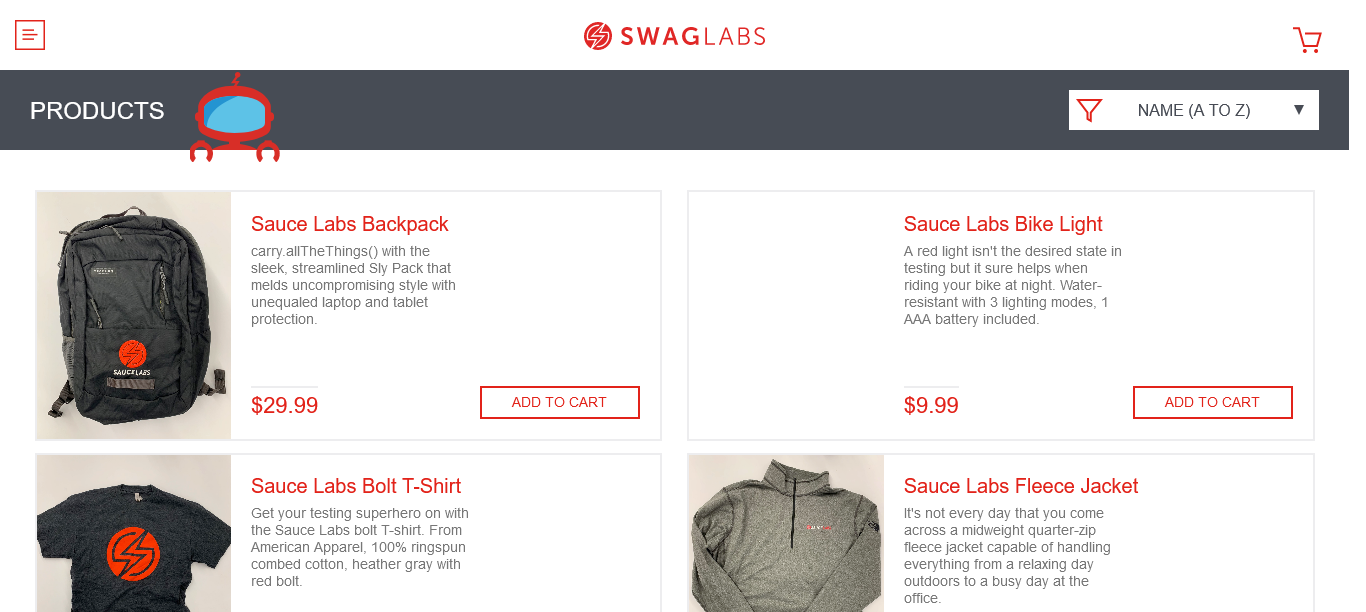 SWAGLABS
PRODUCTS
NAME (A TO Z)
Sauce Labs Backpack
carry.allTheThings() with the
sleek, streamlined Sly Pack that
melds uncompromising style with
unequaled laptop and tablet
protection.
$29.99
ADD TO CART
SAUCELABS
Sauce Labs Bike Light
A red light isn't the desired state in
testing but it sure helps when
riding your bike at night. Water-
resistant with 3 lighting modes, 1
AAA battery included.
$9.99
ADD TO CART
Sauce Labs Bolt T-Shirt
Get your testing superhero on with
the Sauce Labs bolt T-shirt. From
American Apparel, 100% ringspun
combed cotton, heather gray with
red bolt.
Sauce Labs Fleece Jacket
It's not every day that you come
across a midweight quarter-zip
fleece jacket capable of handling
everything from a relaxing day
outdoors to a busy day at the
office.